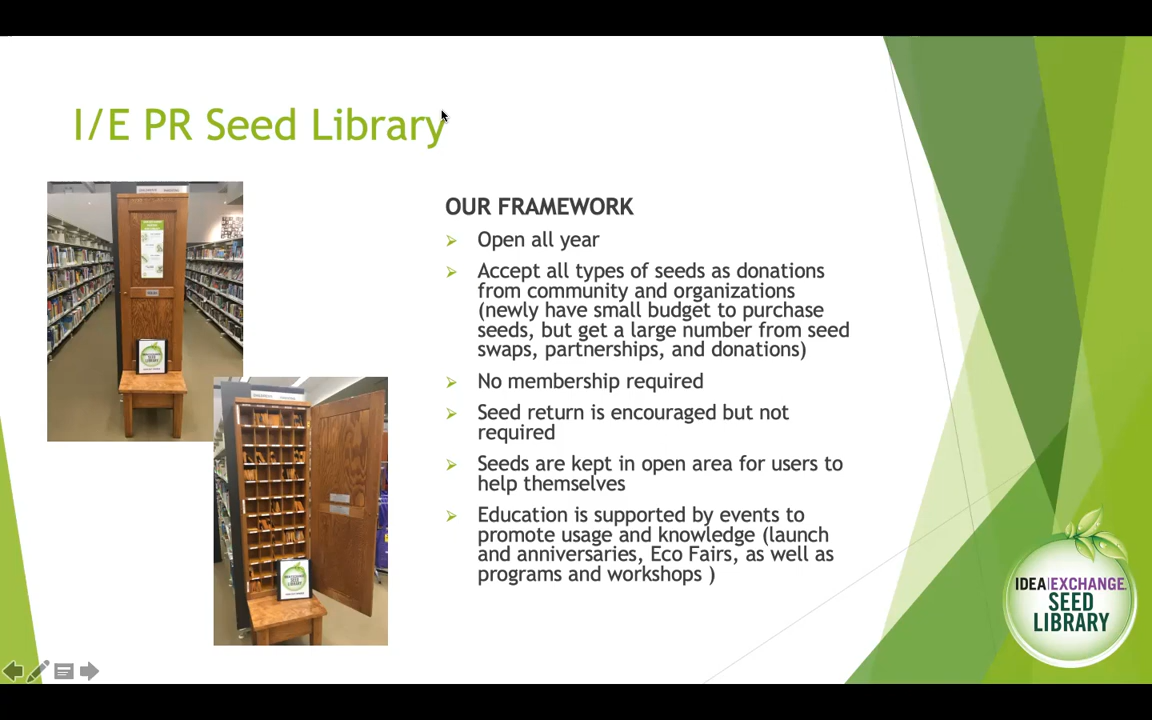 I/E PR Seed Library
OUR FRAMEWORK
Open all year
Accept all types of seeds as donations
from community and organizations
(newly have small budget to purchase
seeds, but get a large number from seed
swaps, partnerships, and donations)
No membership required
Seed return is encouraged but not
required
Seeds are kept in open area for users to
help themselves
Education is supported by events to
promote usage and knowledge (launch
and anniversaries, Eco Fairs, as well as
programs and workshops )
IDEA|EXCHANGE
SEED
LIBRARY